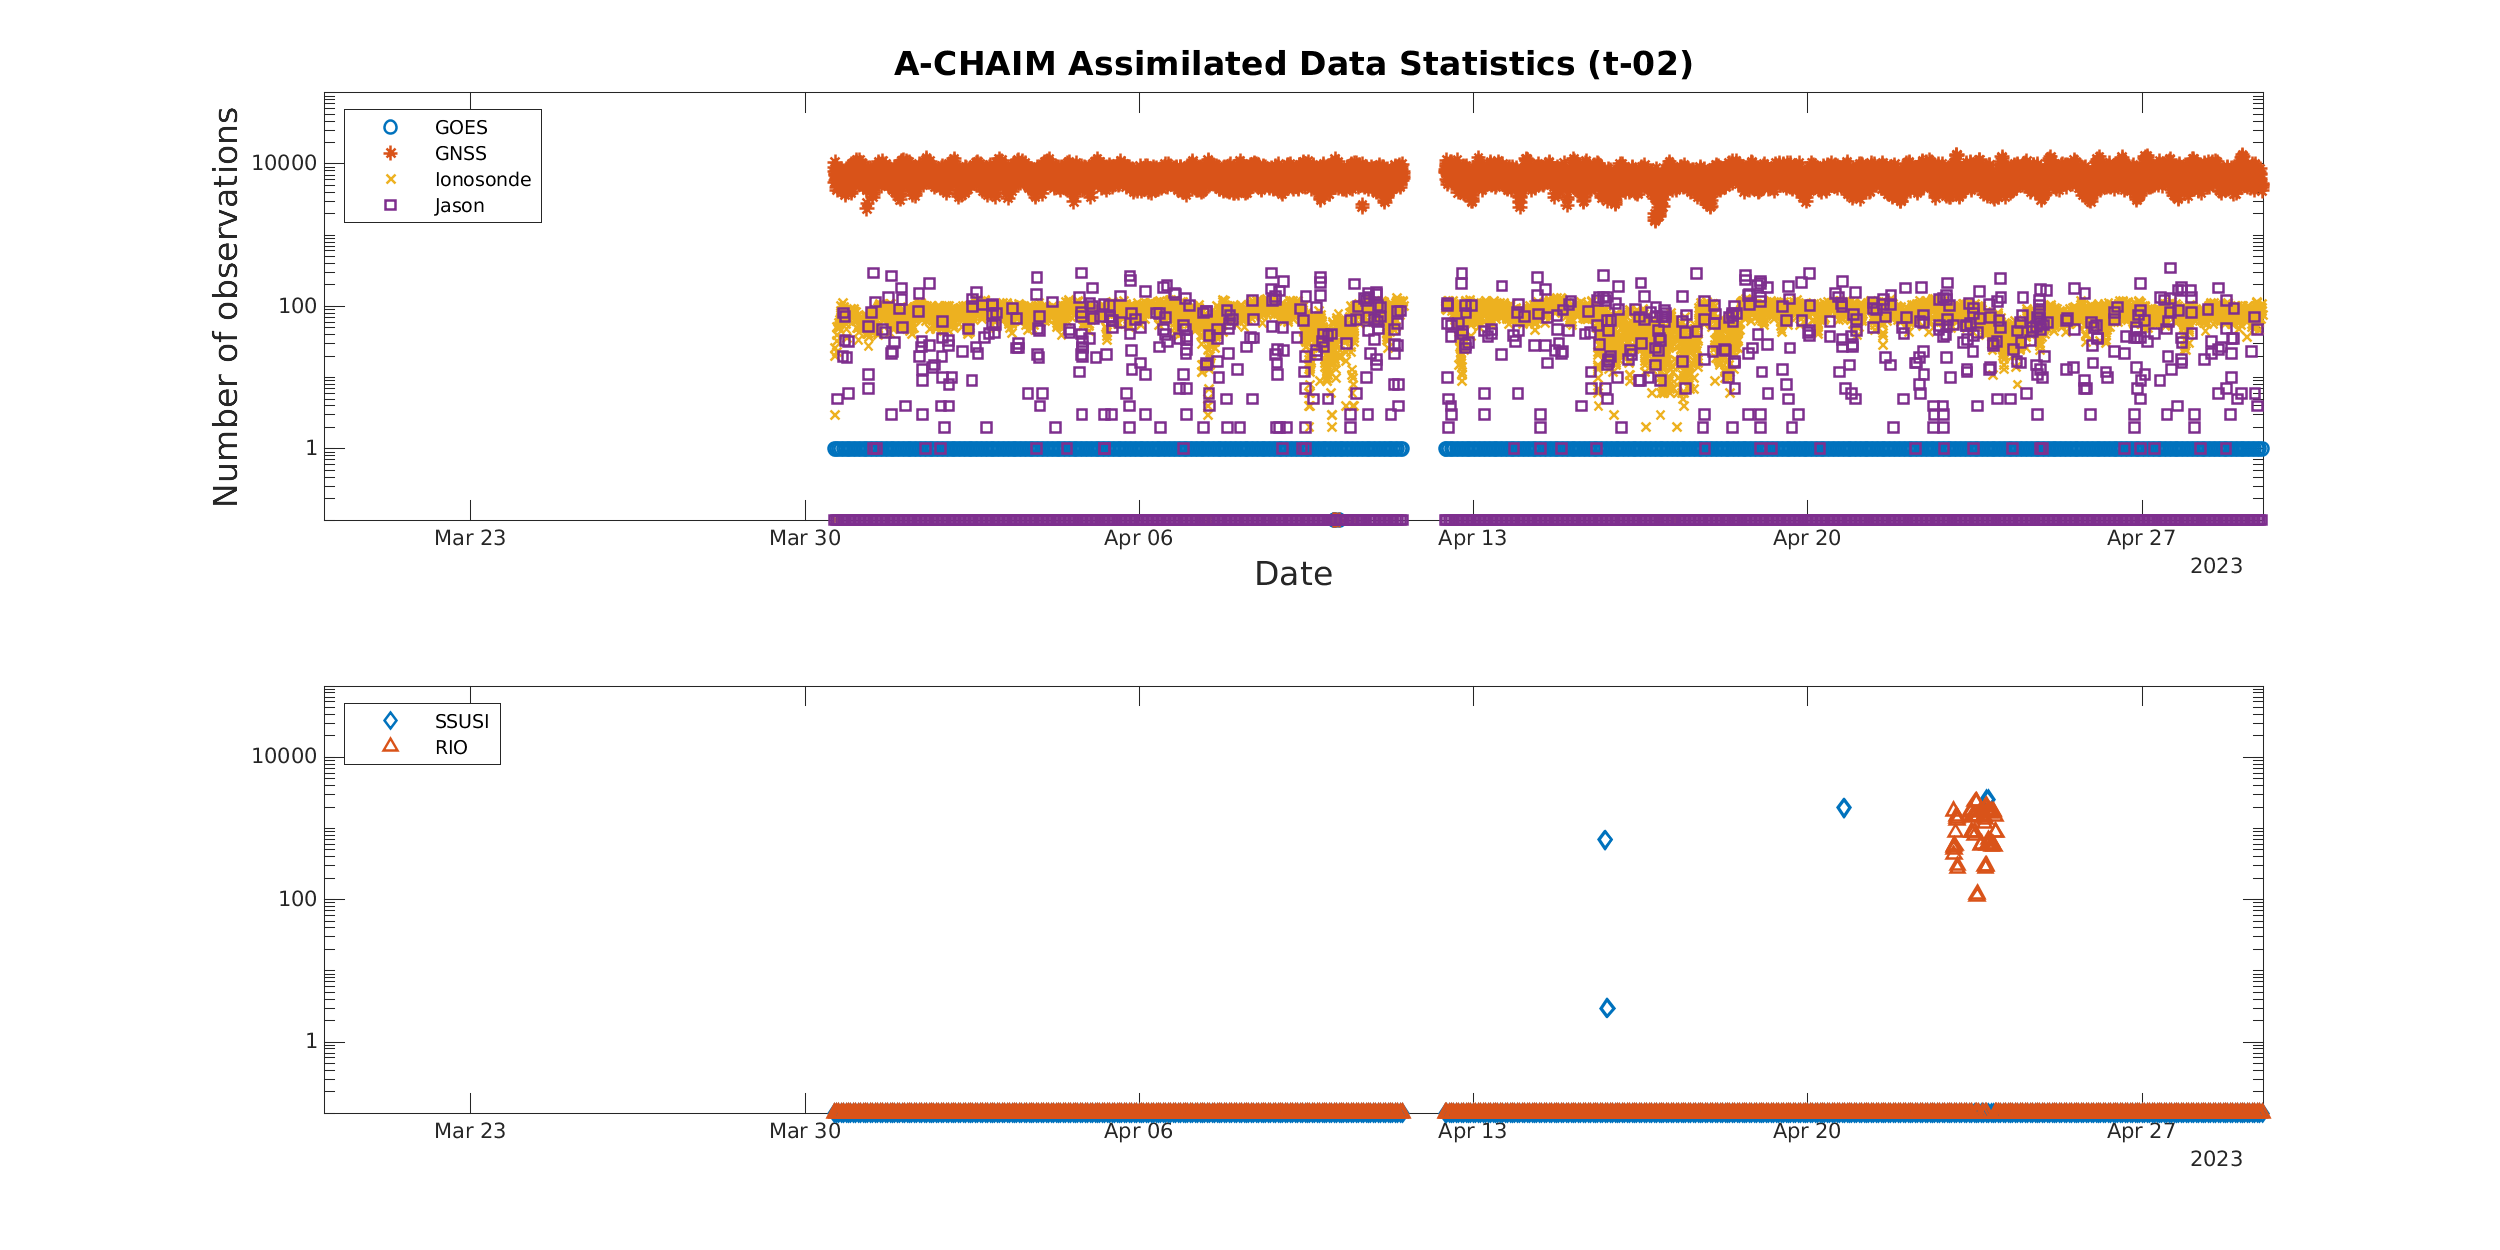 A-CHAIM Assimilated Data Statistics (t-02)
Number of observations
10000
100
1
GOES
GNSS
Ionosonde
Jason
Mar 23
Mar 30
Apr 06
Apr 13
Apr 20
Apr 27
2023
Date
10000
100
1
SSUSI
RIO
Mar 23
Mar 30
Apr 06
Apr 13
Apr 20
Apr 27
2023